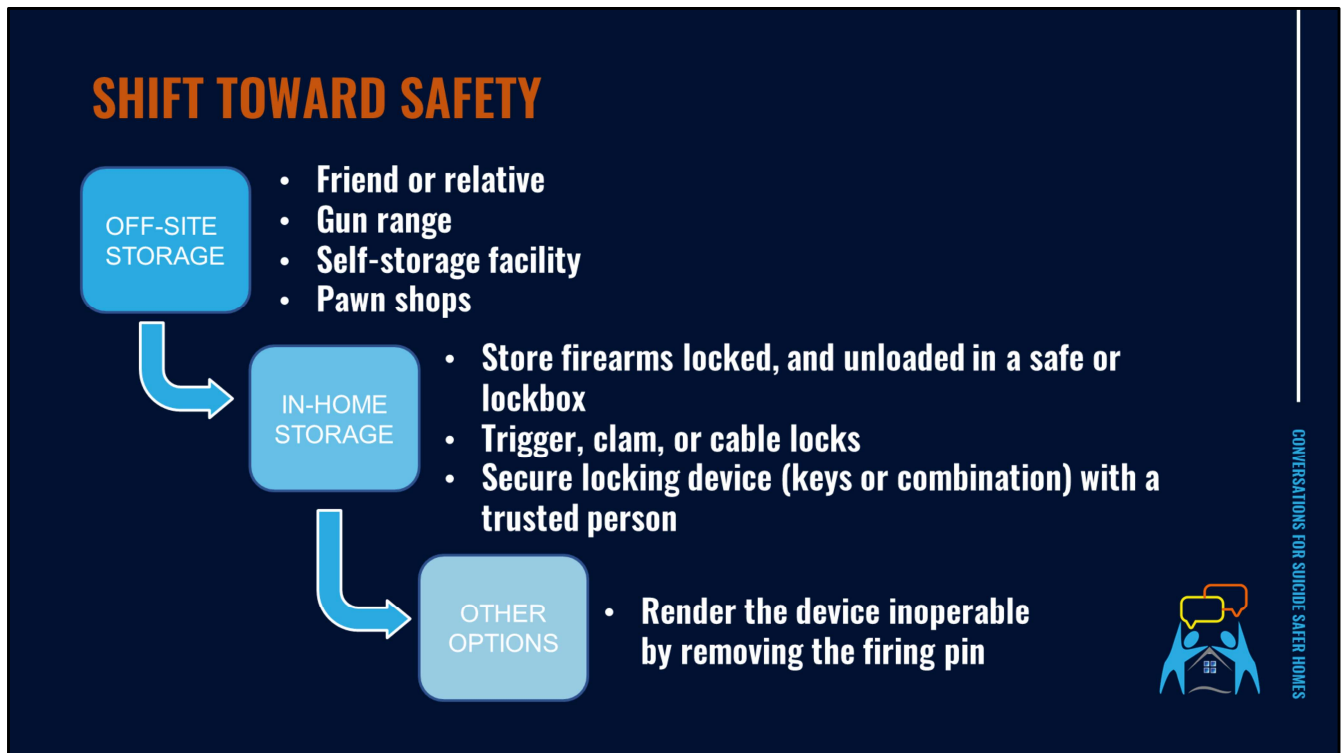 SHIFT TOWARD SAFETY
OFF-SITE
STORAGE
• Friend or relative
• Gun range
• Self-storage facility
• Pawn shops
IN-HOME
STORAGE
• Store firearms locked, and unloaded in a safe or
lockbox
• Trigger, clam, or cable locks
• Secure locking device (keys or combination) with a
trusted person
OTHER
OPTIONS
• Render the device inoperable
by removing the firing pin
CONVERSATIONS FOR SUICIDE SAFER HOMES